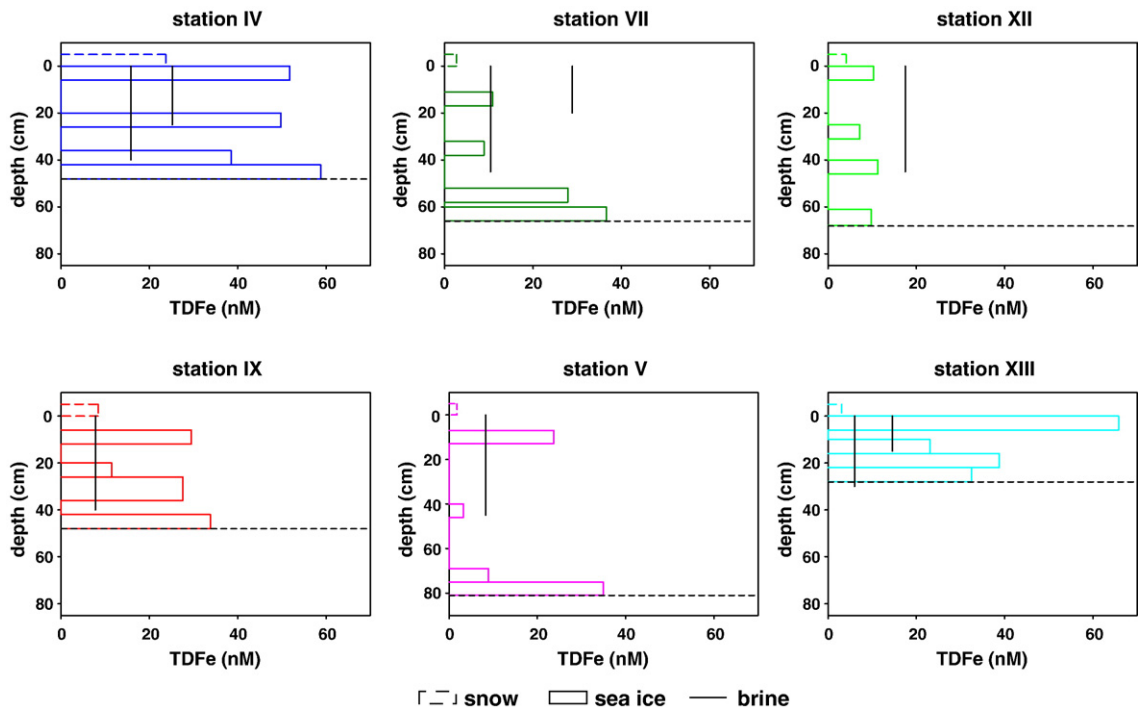 station IV
station VII
station XII
0
20
40
60
80
depth (cm)
0 20 40 60
TDFe (nM)
0
20
40
60
80
depth (cm)
0 20 40 60
TDFe (nM)
0
20
40
60
80
depth (cm)
0 20 40 60
TDFe (nM)
station IX
station V
station XIII
0
20
40
60
80
depth (cm)
0 20 40 60
TDFe (nM)
0
20
40
60
80
depth (cm)
0 20 40 60
TDFe (nM)
0
20
40
60
80
depth (cm)
0 20 40 60
TDFe (nM)
snow sea ice brine